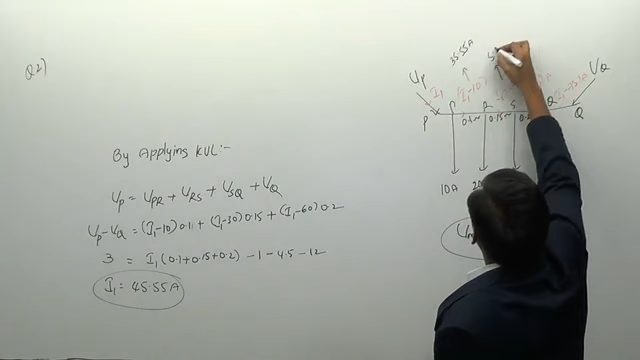 Q2)
By Applying KVL:-
Vp = VPR + VRS + VSQ + VQ
Vp-VQ = (I1-10)0.1 + (I1-30)0.15 + (I1-60)0.2
3 = I1(0.1+0.15+0.2) -1-4.5-12
I1 = 45.55A
35.55A
Vp
VQ
I1
P
R
S
Q
P
0.1
0.15
Q
10A